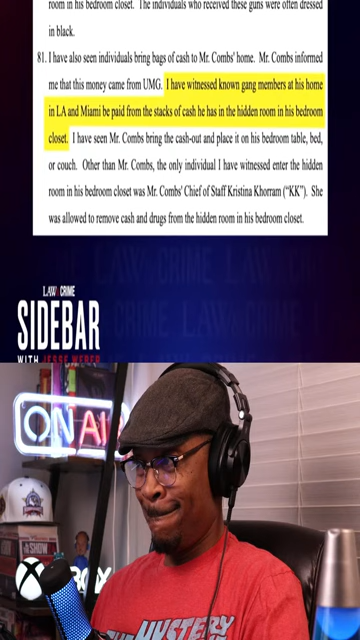 room in his bedroom closet. The individuals who received these guns were often dressed
in black.
81. I have also seen individuals bring bags of cash to Mr. Combs' home. Mr. Combs informed
me that this money came from UMG. I have witnessed known gang members at his home
in LA and Miami be paid from the stacks of cash he has in the hidden room in his bedroom
closet. I have seen Mr. Combs bring the cash-out and place it on his bedroom table, bed,
or couch. Other than Mr. Combs, the only individual I have witnessed enter the hidden
room in his bedroom closet was Mr. Combs' Chief of Staff Kristina Khorram ("KK"). She
was allowed to remove cash and drugs from the hidden room in his bedroom closet.
LAW&CRIME
SIDEBAR
WITH JESSE WEBER
ON AI
SHOW
XBOX
THE MYSTERY